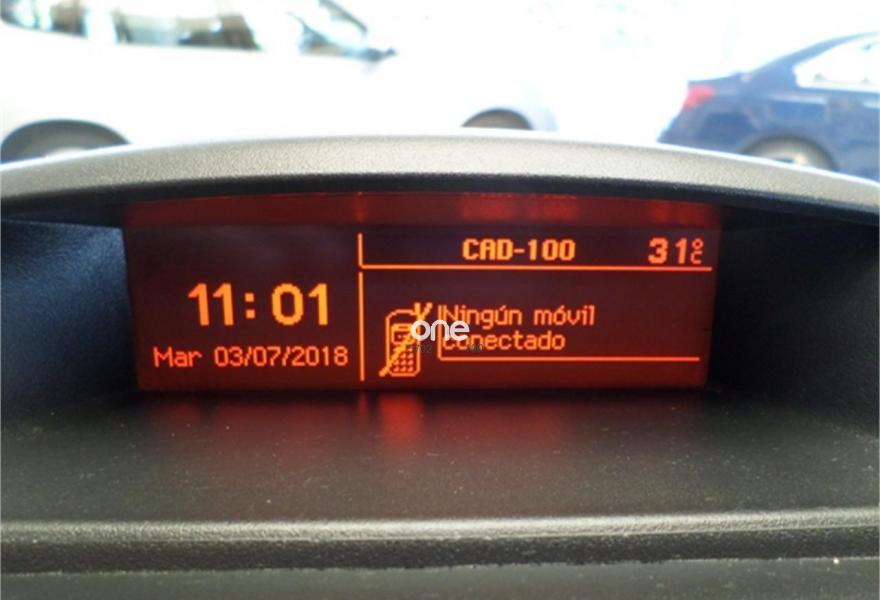 CAD-100 31°C
11:01
Mar 03/07/2018
Ningún móvil
conectado
one